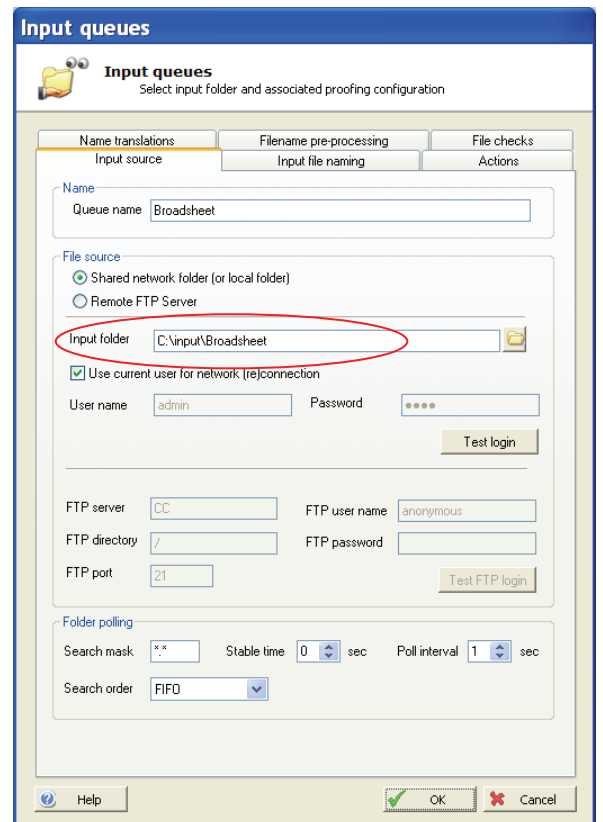 Input queues
Input queues
Select input folder and associated proofing configuration
Name translations Filename pre-processing File checks
Input source Input file naming Actions
Name
Queue name Broadsheet
File source
Shared network folder (or local folder)
Remote FTP Server
Input folder C:\input\Broadsheet
Use current user for network (re)connection
User name admin Password ●●●●
Test login
FTP server CC FTP user name anonymous
FTP directory / FTP password
FTP port 21 Test FTP login
Folder polling
Search mask *.* Stable time 0 sec Poll interval 1 sec
Search order FIFO
Help OK Cancel